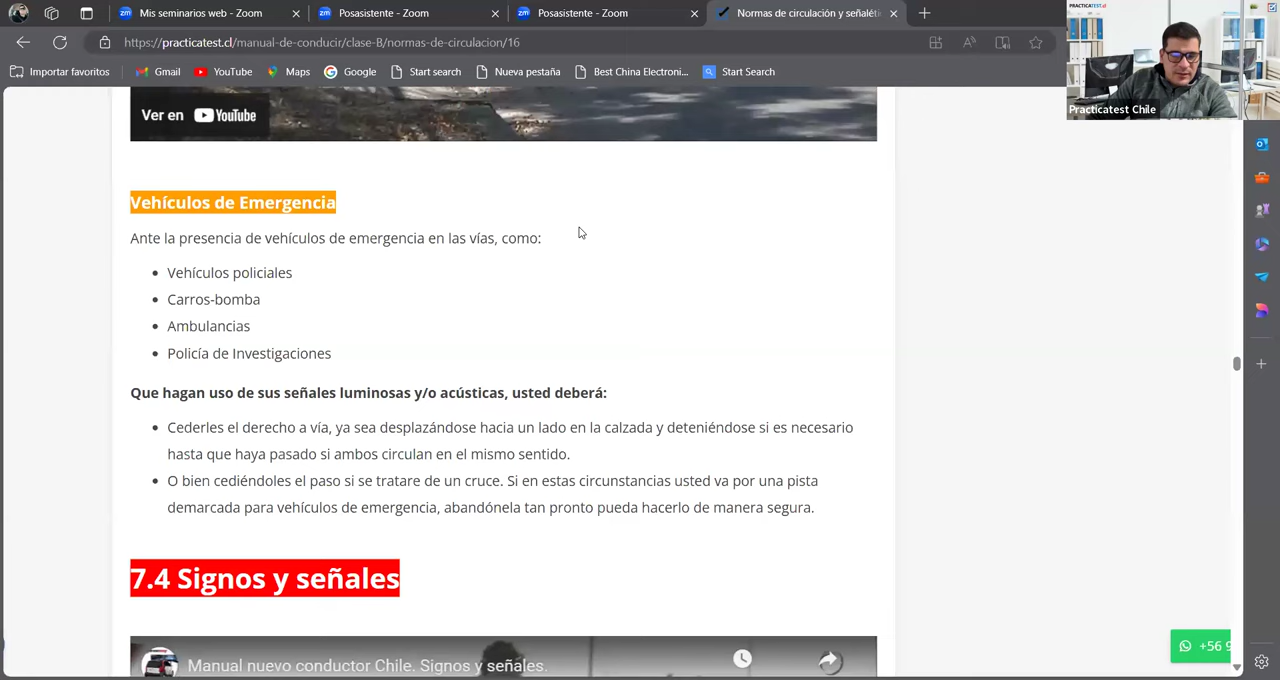 Mis seminarios web - Zoom
Posasistente - Zoom
Posasistente - Zoom
Normas de circulación y señaléti
https://practicatest.cl/manual-de-conducir/clase-B/normas-de-circulacion/16
Importar favoritos
Gmail
YouTube
Maps
Google
Start search
Nueva pestaña
Best China Electroni...
Start Search
PRACTICATEST.cl
Practicatest Chile
Ver en YouTube
Vehículos de Emergencia
Ante la presencia de vehículos de emergencia en las vías, como:
Vehículos policiales
Carros-bomba
Ambulancias
Policía de Investigaciones
Que hagan uso de sus señales luminosas y/o acústicas, usted deberá:
Cederles el derecho a vía, ya sea desplazándose hacia un lado en la calzada y deteniéndose si es necesario
hasta que haya pasado si ambos circulan en el mismo sentido.
O bien cediéndoles el paso si se tratare de un cruce. Si en estas circunstancias usted va por una pista
demarcada para vehículos de emergencia, abandónela tan pronto pueda hacerlo de manera segura.
7.4 Signos y señales
Manual nuevo conductor Chile. Signos y señales.
+56 9